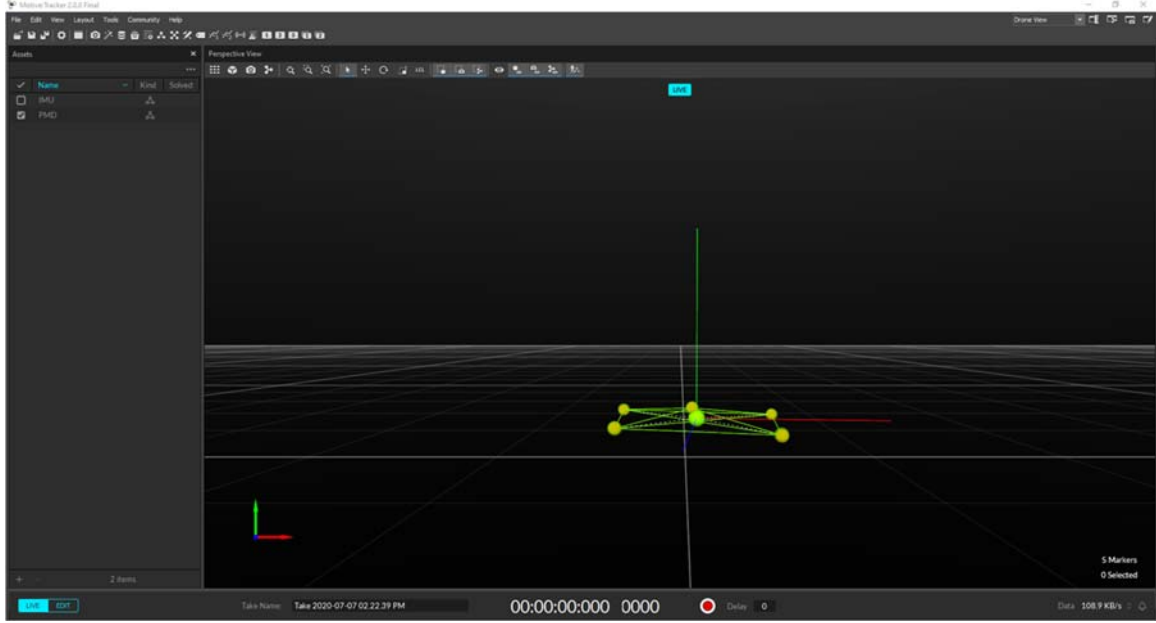 Motive Tracker 2.0.0 Final
File Edit View Layout Tools Community Help
Drone View
Assets
Perspective View
Name Kind Solved
IMU
PMD
LIVE
5 Markers
0 Selected
+ - 2 items
LIVE EDIT
Take Name: Take 2020-07-07 02.22.39 PM
00:00:00:000 0000
Delay 0
Data 108.9 KB/s